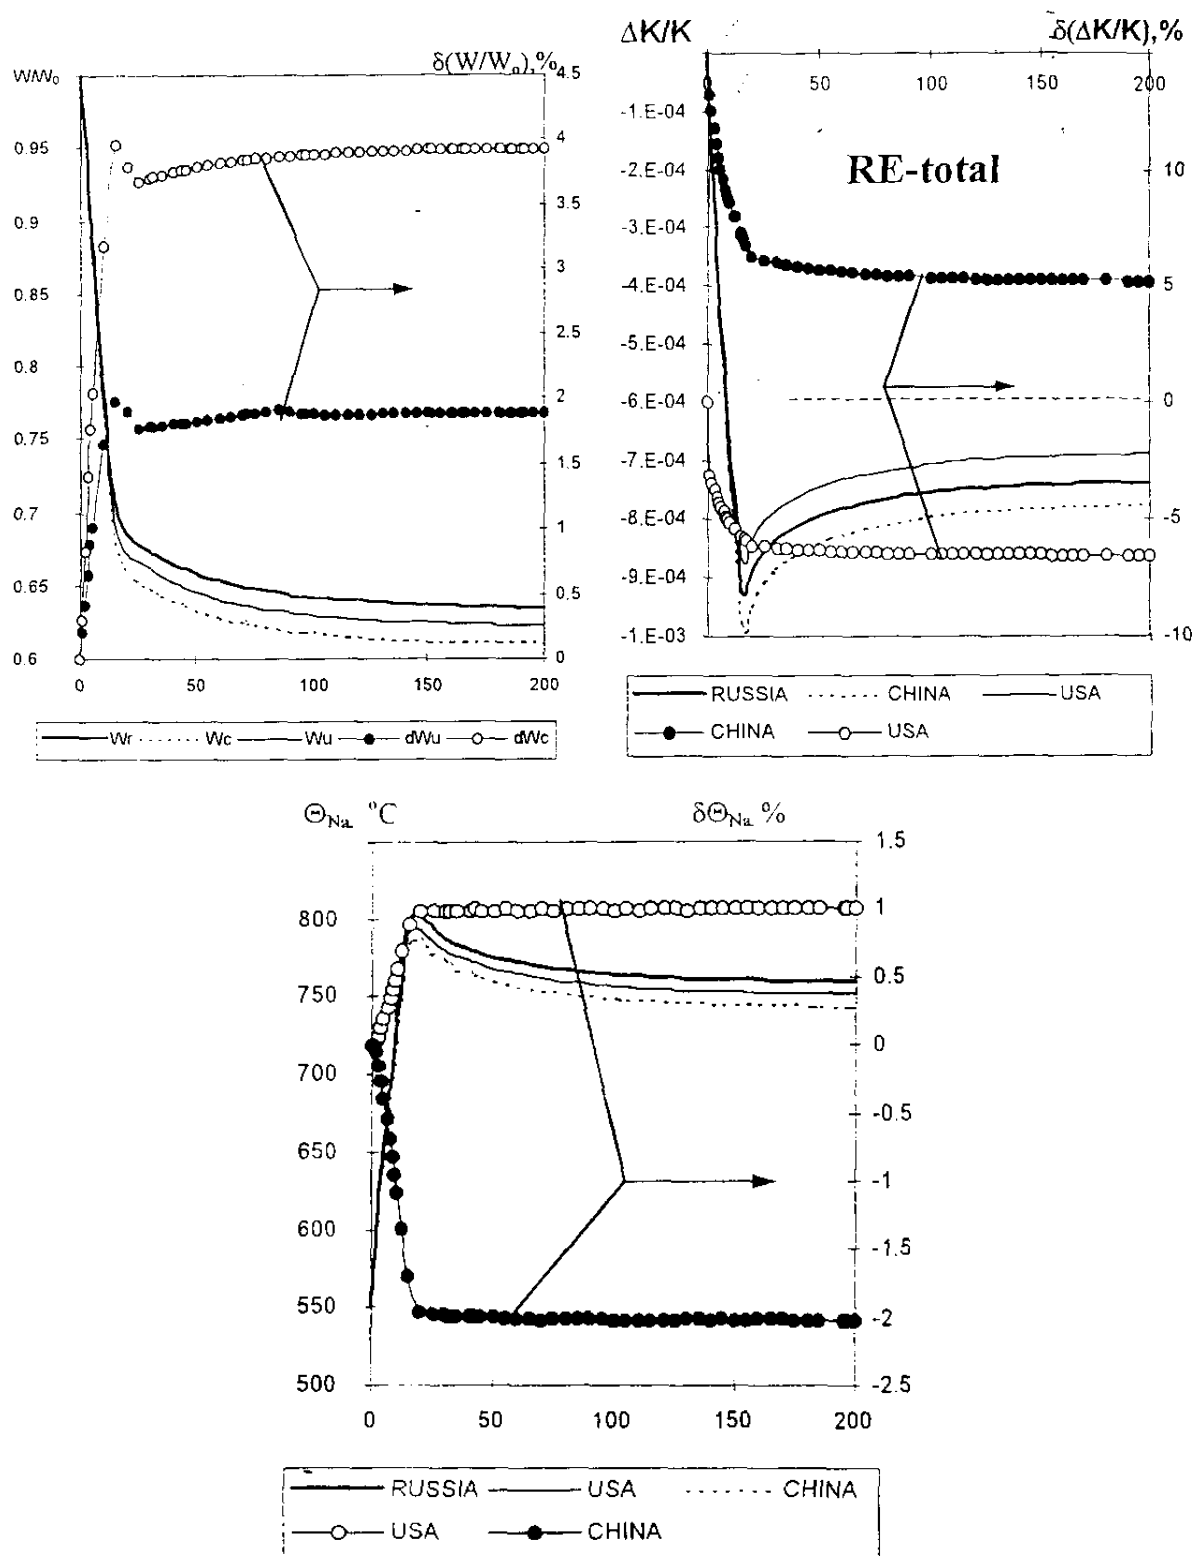 W/W₀ δ(W/W₀),%
4.5
4
0.95
3.5
0.9
3
0.85
2.5
0.8
2
0.75
1.5
0.7
1
0.65
0.5
0.6
0
0 50 100 150 200
Wr Wc Wu dWu dWc
ΔK/K δ(ΔK/K),%
50 100 150 200
-1.E-04
RE-total
-2.E-04 10
-3.E-04
-4.E-04 5
-5.E-04
-6.E-04 0
-7.E-04
-8.E-04 -5
-9.E-04
-1.E-03 -10
RUSSIA CHINA USA
CHINA USA
Θ_Na °C δΘ_Na %
1.5
800 1
0.5
750
0
700
-0.5
650
-1
600
-1.5
550
-2
500 -2.5
0 50 100 150 200
RUSSIA USA CHINA
USA CHINA